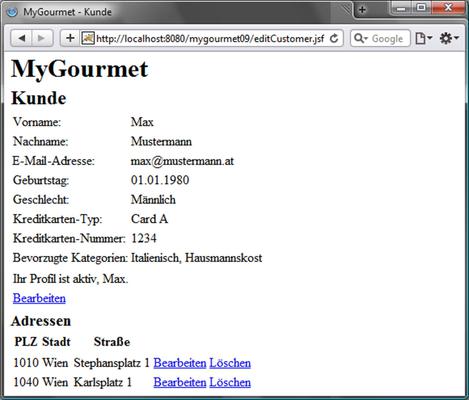 MyGourmet - Kunde
http://localhost:8080/mygourmet09/editCustomer.jsf
Google
MyGourmet
Kunde
Vorname: Max
Nachname: Mustermann
E-Mail-Adresse: max@mustermann.at
Geburtstag: 01.01.1980
Geschlecht: Männlich
Kreditkarten-Typ: Card A
Kreditkarten-Nummer: 1234
Bevorzugte Kategorien: Italienisch, Hausmannskost
Ihr Profil ist aktiv, Max.
Bearbeiten
Adressen
PLZ Stadt Straße
1010 Wien Stephansplatz 1 Bearbeiten Löschen
1040 Wien Karlsplatz 1 Bearbeiten Löschen